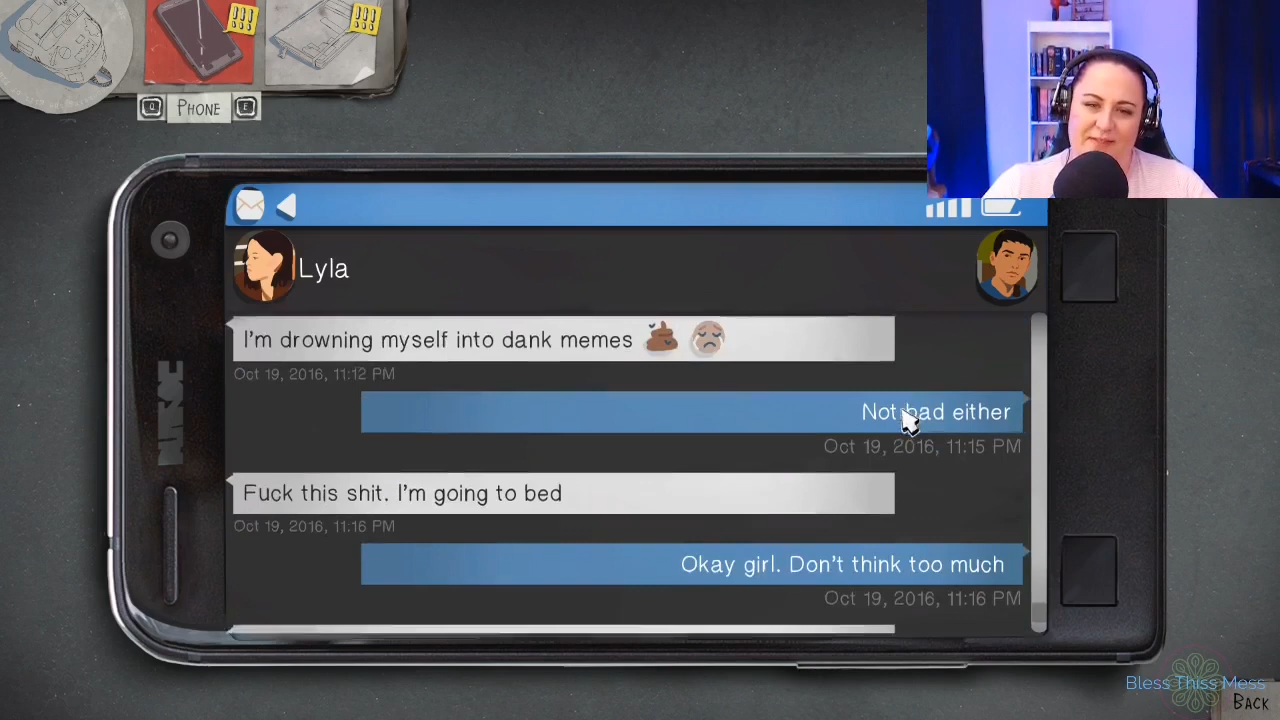 !!! !!!
Q PHONE E
Lyla
I'm drowning myself into dank memes
Oct 19, 2016, 11:12 PM
Not bad either
Oct 19, 2016, 11:15 PM
Fuck this shit. I'm going to bed
Oct 19, 2016, 11:16 PM
Okay girl. Don't think too much
Oct 19, 2016, 11:16 PM
Bless Thiss Mess
BACK